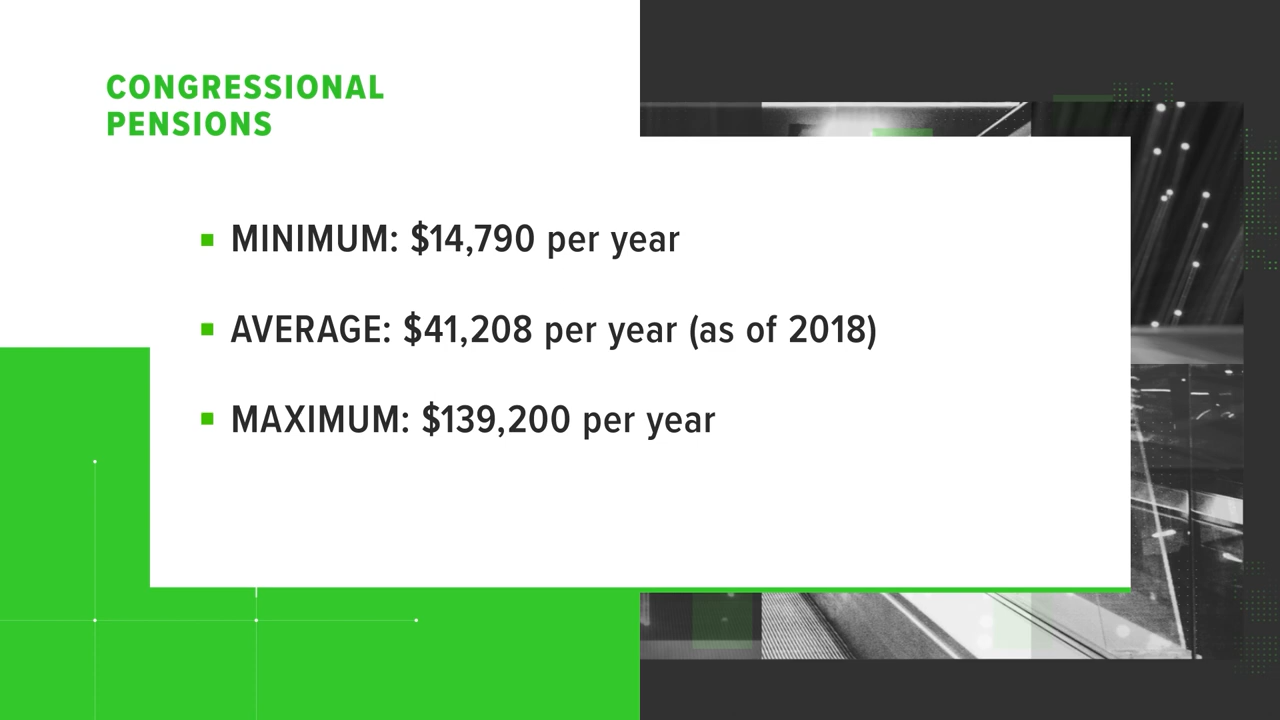 CONGRESSIONAL
PENSIONS
MINIMUM: $14,790 per year
AVERAGE: $41,208 per year (as of 2018)
MAXIMUM: $139,200 per year